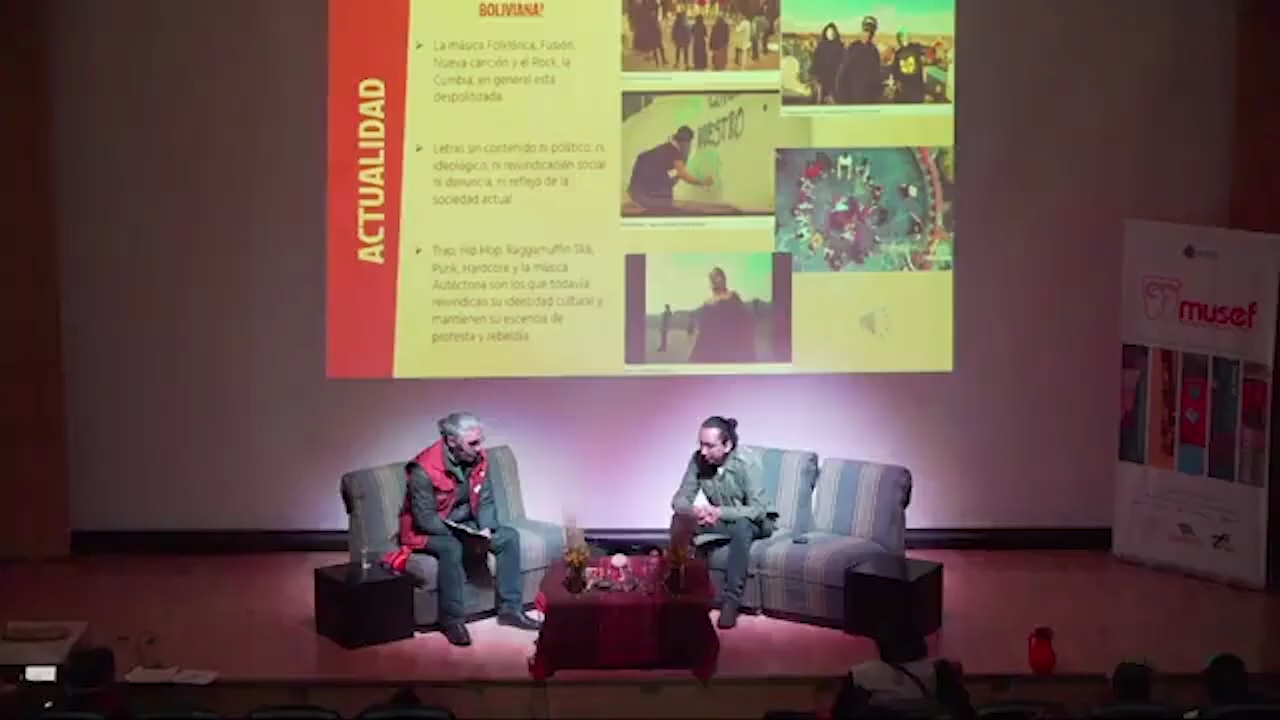 BOLIVIANA?
ACTUALIDAD
La música Folklórica, Fusión,
Nueva canción y el Rock, la
Cumbia, en general está
despolitizada.
Letras sin contenido ni político, ni
ideológico, ni reivindicación social
ni denuncia, ni reflejo de la
sociedad actual
Trap, Hip Hop, Raggamuffin Ska,
Punk, Hardcore y la música
Autóctona son los que todavía
reivindican su identidad cultural y
mantienen su esencia de
protesta y rebeldía
NUESTRO
musef